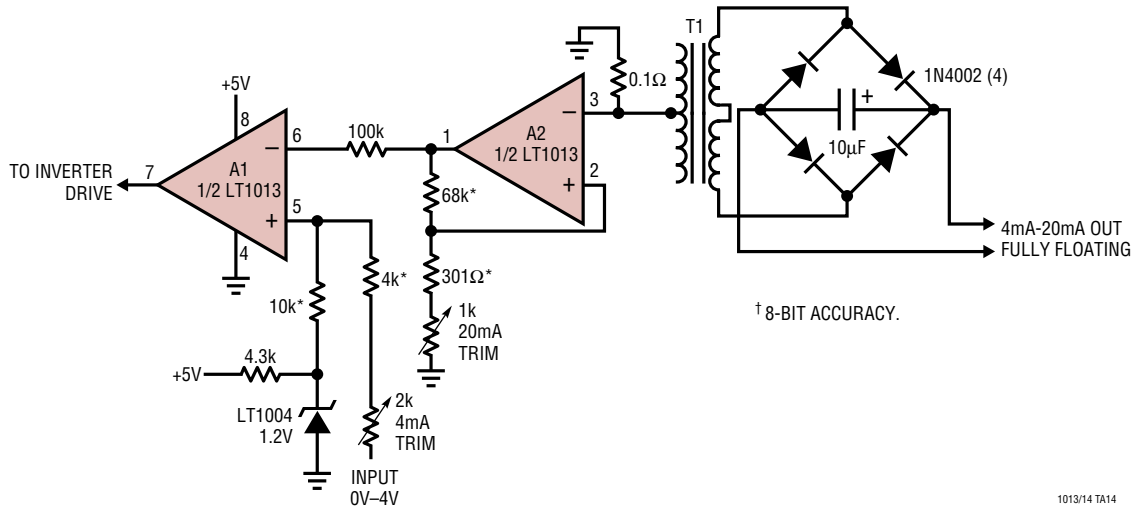 T1
+5V
8
6
–
A1
1/2 LT1013
7
TO INVERTER
DRIVE
5
+
4
100k
1
A2
1/2 LT1013
3
–
2
+
0.1Ω
68k*
301Ω*
1k
20mA
TRIM
10k*
4k*
+5V
4.3k
LT1004
1.2V
2k
4mA
TRIM
INPUT
0V–4V
1N4002 (4)
+
10µF
4mA-20mA OUT
FULLY FLOATING
† 8-BIT ACCURACY.
1013/14 TA14